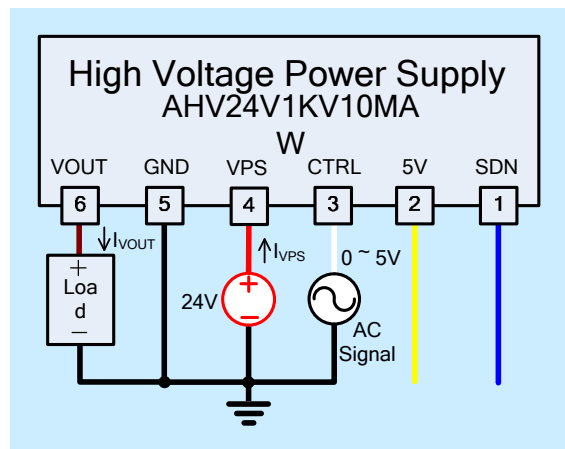 High Voltage Power Supply
AHV24V1KV10MA
W
VOUT GND VPS CTRL 5V SDN
6 5 4 3 2 1
IVOUT
IVPS
0 ~ 5V
+
Loa
d
−
24V
+
−
AC
Signal